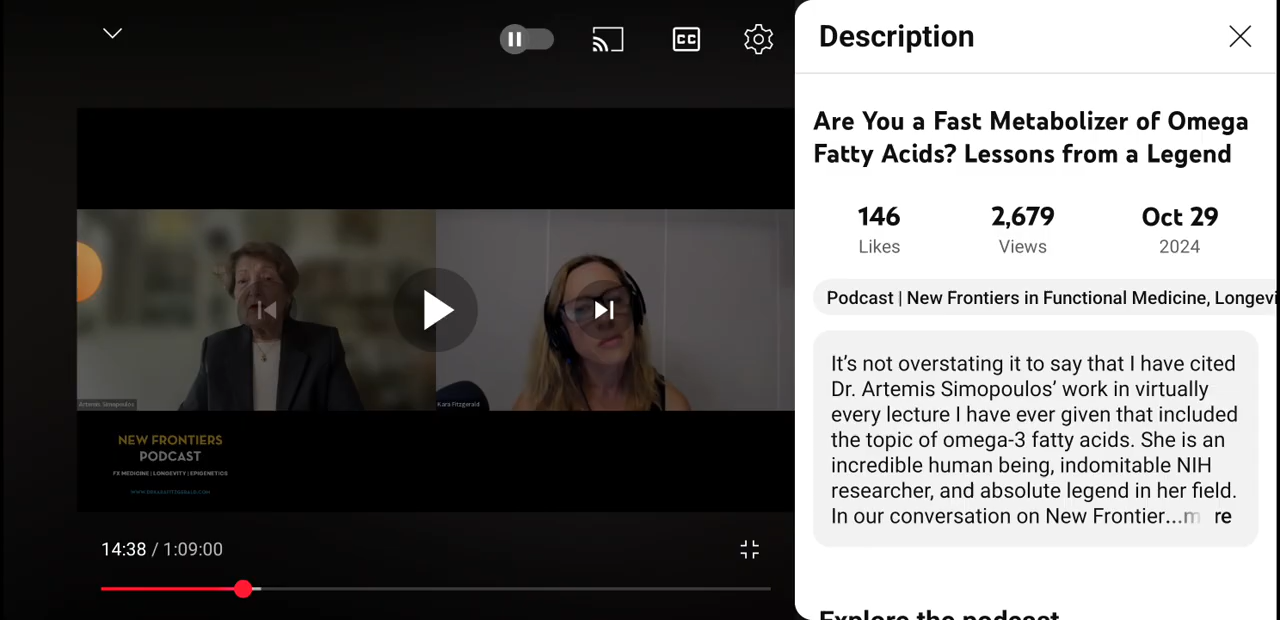 CC
Description
Are You a Fast Metabolizer of Omega
Fatty Acids? Lessons from a Legend
146
2,679
Oct 29
Likes
Views
2024
Podcast | New Frontiers in Functional Medicine, Longevi
It’s not overstating it to say that I have cited
Dr. Artemis Simopoulos’ work in virtually
every lecture I have ever given that included
the topic of omega-3 fatty acids. She is an
incredible human being, indomitable NIH
researcher, and absolute legend in her field.
In our conversation on New Frontier...more
Explore the podcast
Artemis Simopoulos
Kara Fitzgerald
NEW FRONTIERS
PODCAST
FX MEDICINE | LONGEVITY | EPIGENETICS
WWW.DRKARAFITZGERALD.COM
14:38 / 1:09:00